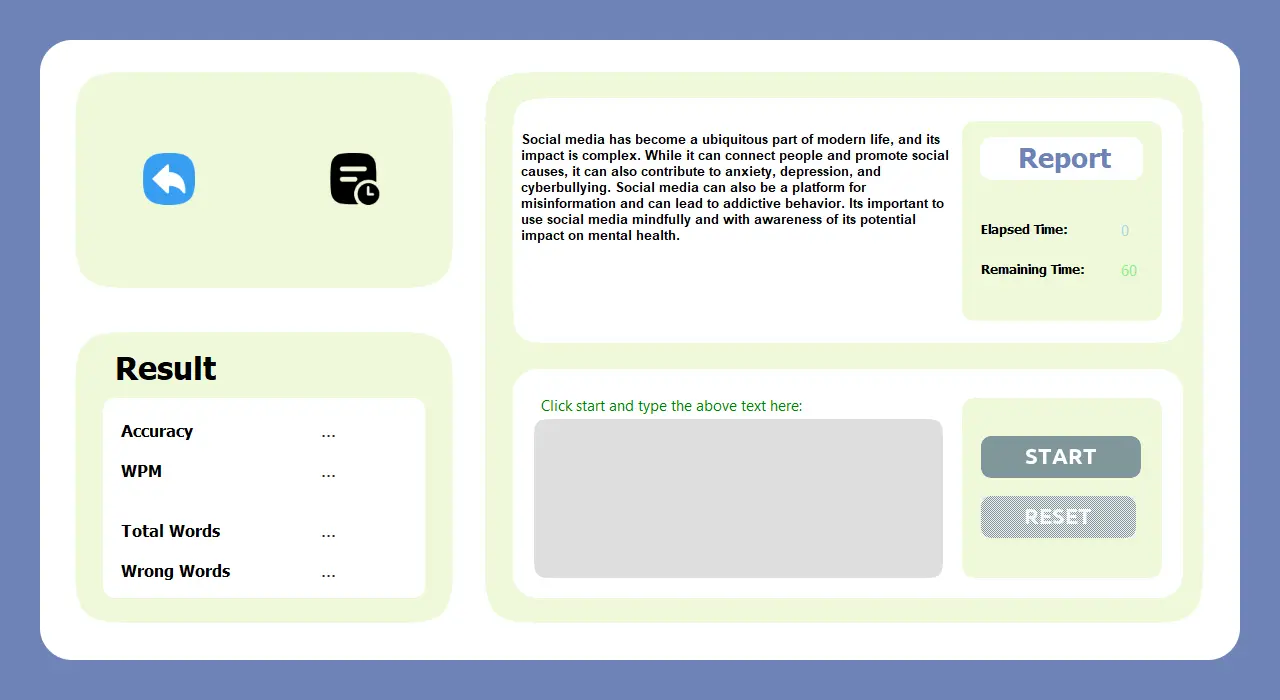 Social media has become a ubiquitous part of modern life, and its
impact is complex. While it can connect people and promote social
causes, it can also contribute to anxiety, depression, and
cyberbullying. Social media can also be a platform for
misinformation and can lead to addictive behavior. Its important to
use social media mindfully and with awareness of its potential
impact on mental health.
Report
Elapsed Time: 0
Remaining Time: 60
Result
Accuracy ...
WPM ...
Total Words ...
Wrong Words ...
Click start and type the above text here:
START
RESET